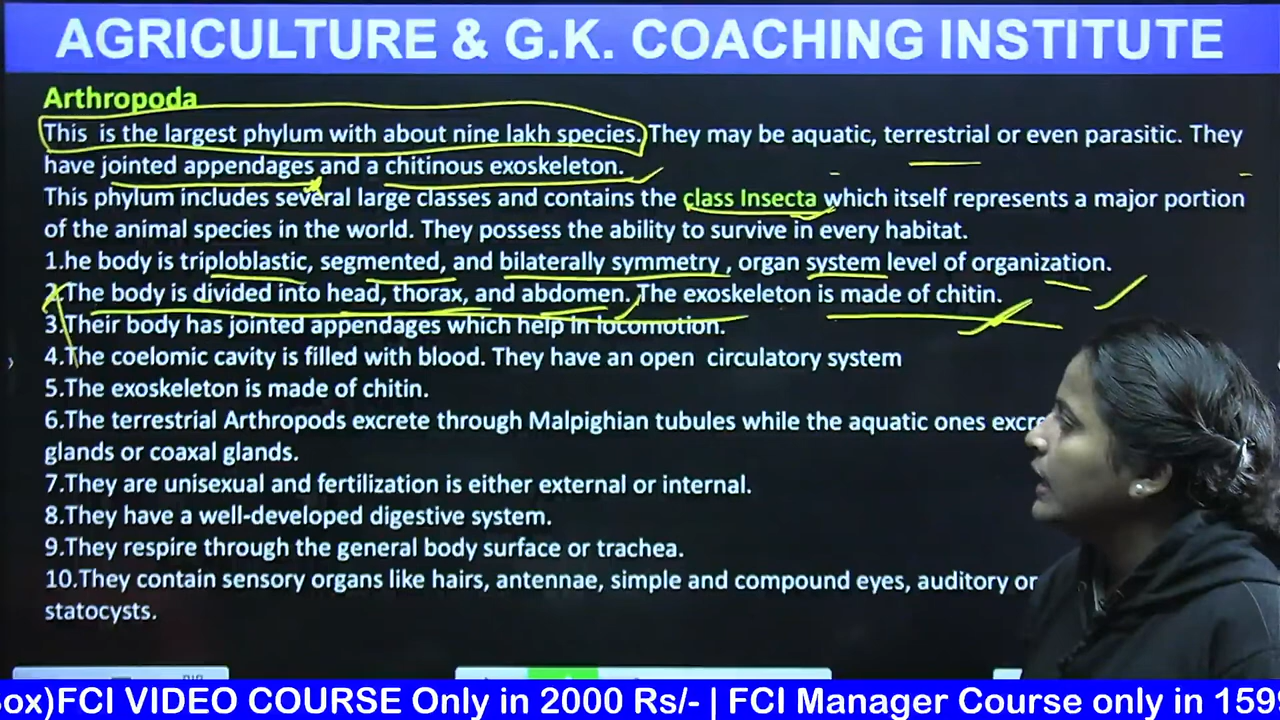 AGRICULTURE & G.K. COACHING INSTITUTE
Arthropoda
This is the largest phylum with about nine lakh species. They may be aquatic, terrestrial or even parasitic. They
have jointed appendages and a chitinous exoskeleton.
This phylum includes several large classes and contains the class Insecta which itself represents a major portion
of the animal species in the world. They possess the ability to survive in every habitat.
1.he body is triploblastic, segmented, and bilaterally symmetry , organ system level of organization.
2.The body is divided into head, thorax, and abdomen. The exoskeleton is made of chitin.
3.Their body has jointed appendages which help in locomotion.
4.The coelomic cavity is filled with blood. They have an open circulatory system
5.The exoskeleton is made of chitin.
6.The terrestrial Arthropods excrete through Malpighian tubules while the aquatic ones
glands or coaxal glands.
7.They are unisexual and fertilization is either external or internal.
8.They have a well-developed digestive system.
9.They respire through the general body surface or trachea.
10.They contain sensory organs like hairs, antennae, simple and compound eyes, auditory
statocysts.
FCI VIDEO COURSE Only in 2000 Rs/- | FCI Manager Course only in